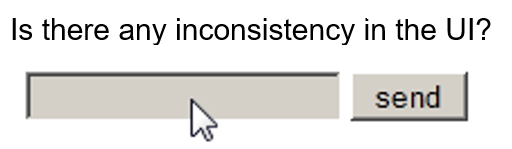 Is there any inconsistency in the UI?
send